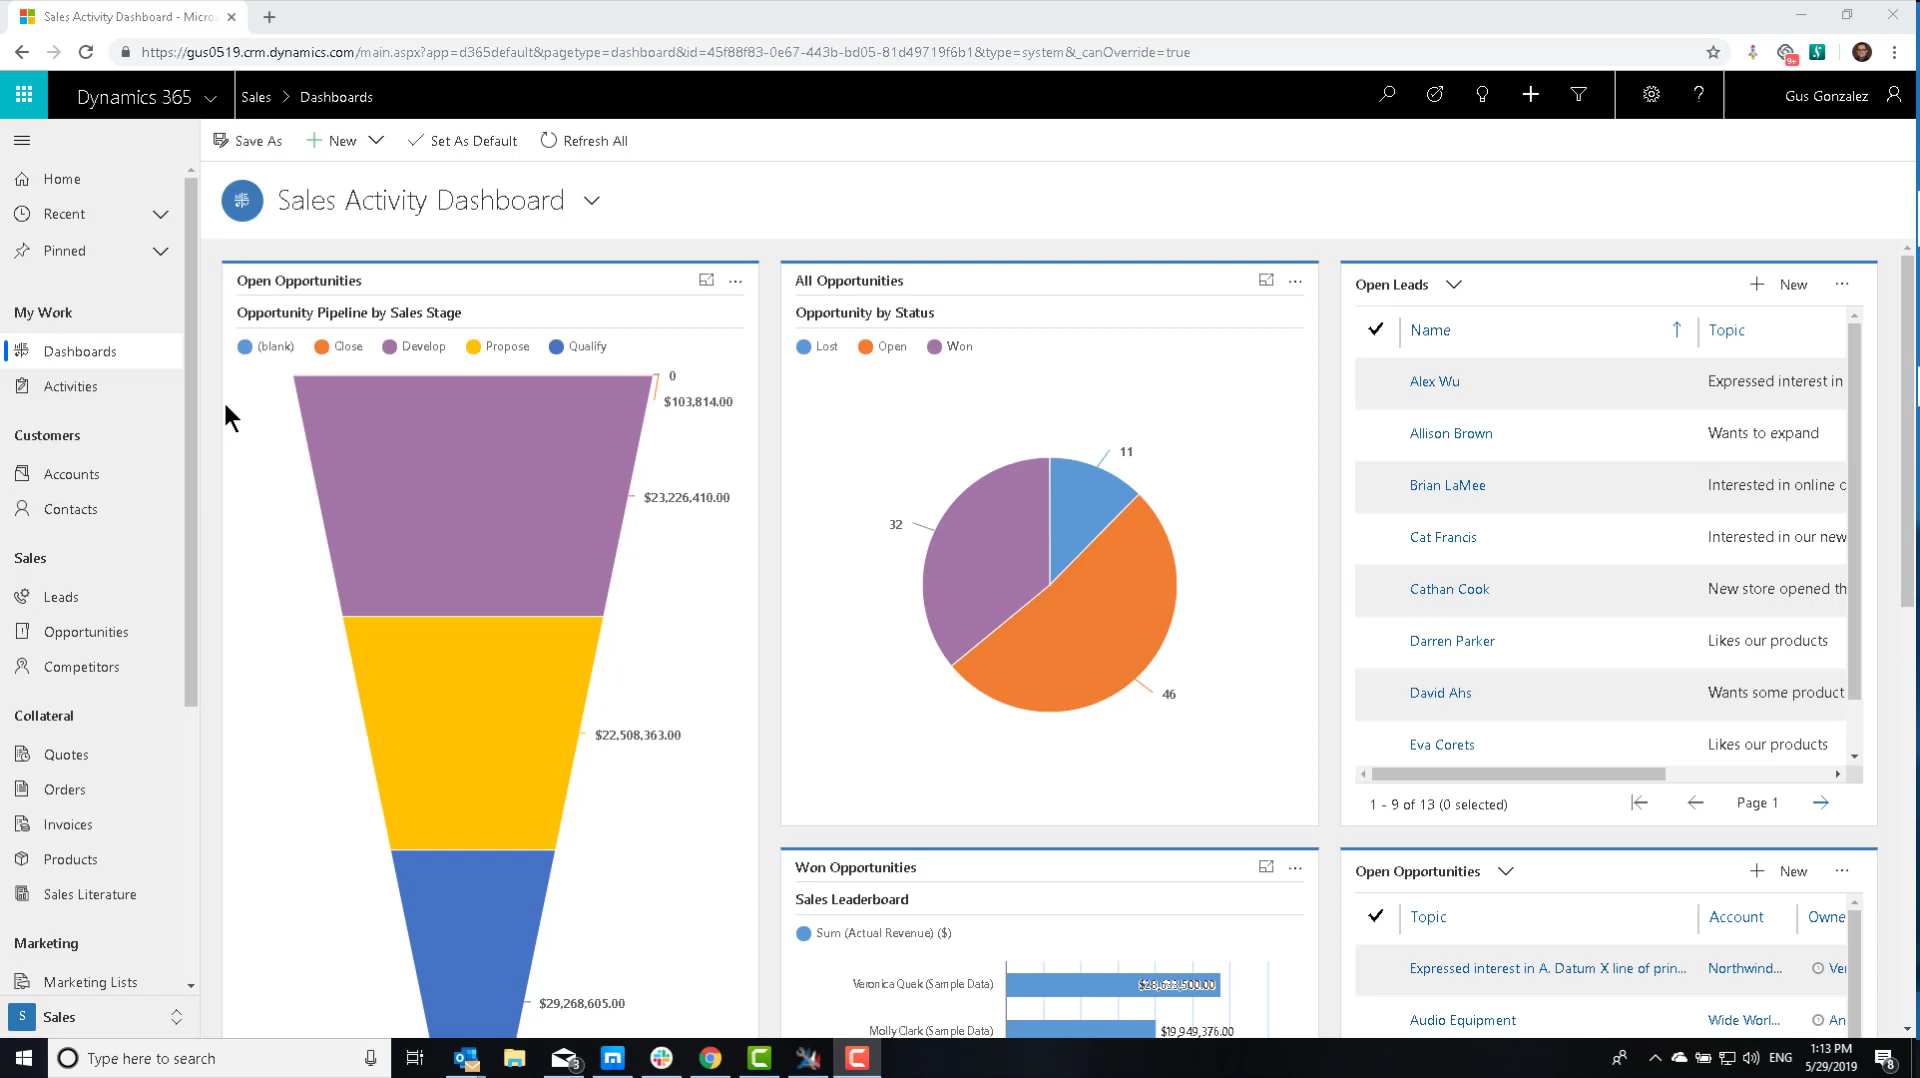 Sales Activity Dashboard - Micro
https://gus0519.crm.dynamics.com/main.aspx?app=d365default&pagetype=dashboard&id=45f88f83-0e67-443b-bd05-81d49719f6b1&type=system&_canOverride=true
9+
Dynamics 365
Sales > Dashboards
Gus Gonzalez
Save As
New
Set As Default
Refresh All
Home
Recent
Pinned
My Work
Dashboards
Activities
Customers
Accounts
Contacts
Sales
Leads
Opportunities
Competitors
Collateral
Quotes
Orders
Invoices
Products
Sales Literature
Marketing
Marketing Lists
S Sales
Sales Activity Dashboard
Open Opportunities
Opportunity Pipeline by Sales Stage
(blank) Close Develop Propose Qualify
0
$103,814.00
$23,226,410.00
$22,508,363.00
$29,268,605.00
All Opportunities
Opportunity by Status
Lost Open Won
11
32
46
Won Opportunities
Sales Leaderboard
Sum (Actual Revenue) ($)
Veronica Quek (Sample Data)
Molly Clark (Sample Data) $19,949,376.00
Open Leads
New
Name Topic
Alex Wu Expressed interest in
Allison Brown Wants to expand
Brian LaMee Interested in online c
Cat Francis Interested in our new
Cathan Cook New store opened th
Darren Parker Likes our products
David Ahs Wants some product
Eva Corets Likes our products
1 - 9 of 13 (0 selected) Page 1
Open Opportunities
New
Topic Account Owne
Expressed interest in A. Datum X line of prin... Northwind... Ve
Audio Equipment Wide Worl... An
Type here to search
3
ENG
1:13 PM
5/29/2019
8